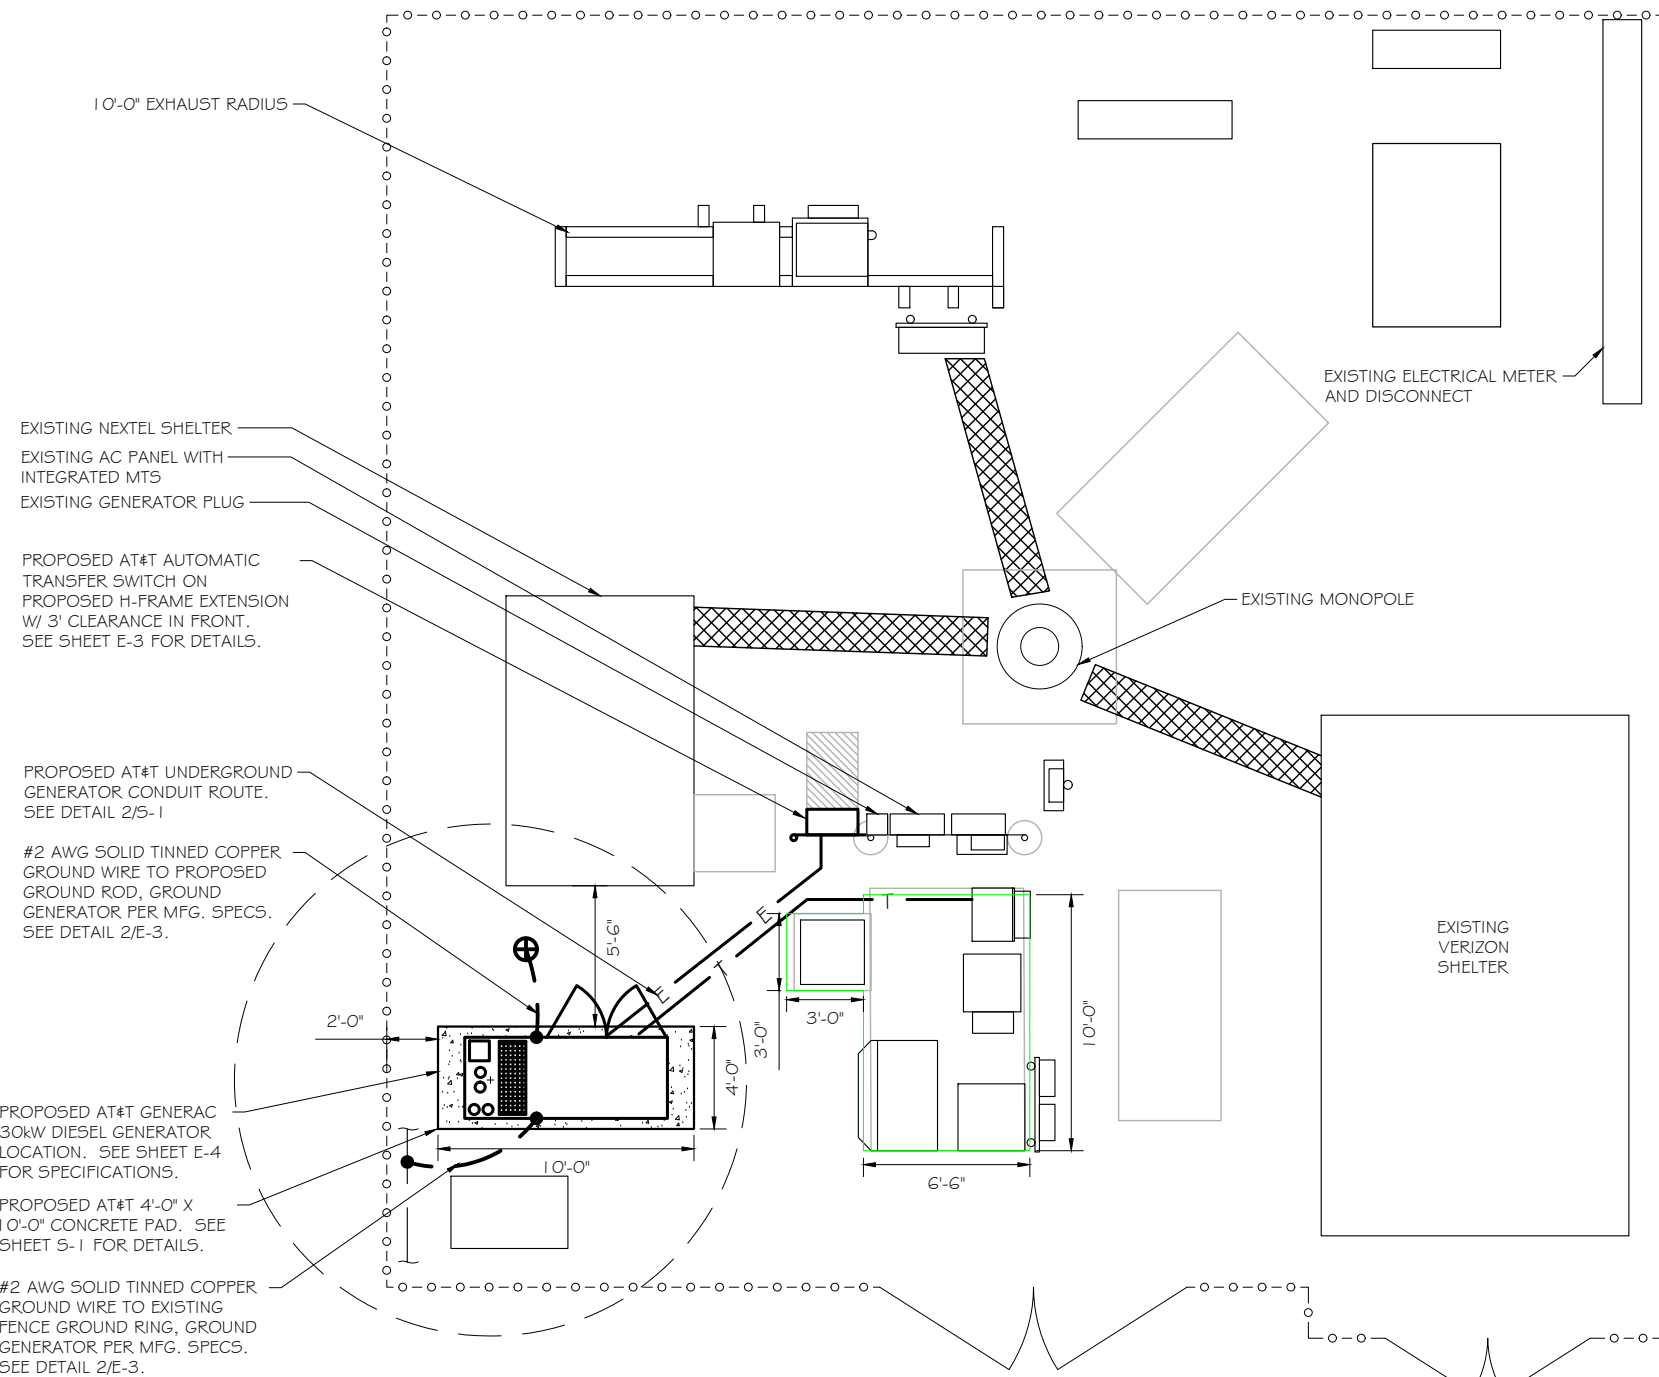 10'-0" EXHAUST RADIUS
EXISTING ELECTRICAL METER
AND DISCONNECT
EXISTING NEXTEL SHELTER
EXISTING AC PANEL WITH
INTEGRATED MTS
EXISTING GENERATOR PLUG
PROPOSED AT&T AUTOMATIC
TRANSFER SWITCH ON
PROPOSED H-FRAME EXTENSION
W/ 3' CLEARANCE IN FRONT.
SEE SHEET E-3 FOR DETAILS.
EXISTING MONOPOLE
PROPOSED AT&T UNDERGROUND
GENERATOR CONDUIT ROUTE.
SEE DETAIL 2/S-1
#2 AWG SOLID TINNED COPPER
GROUND WIRE TO PROPOSED
GROUND ROD, GROUND
GENERATOR PER MFG. SPECS.
SEE DETAIL 2/E-3.
E
T
E
T
5'-6"
EXISTING
VERIZON
SHELTER
2'-0"
3'-0"
3'-0"
10'-0"
4'-0"
10'-0"
6'-6"
PROPOSED AT&T GENERAC
30kW DIESEL GENERATOR
LOCATION. SEE SHEET E-4
FOR SPECIFICATIONS.
PROPOSED AT&T 4'-0" X
10'-0" CONCRETE PAD. SEE
SHEET S-1 FOR DETAILS.
#2 AWG SOLID TINNED COPPER
GROUND WIRE TO EXISTING
FENCE GROUND RING, GROUND
GENERATOR PER MFG. SPECS.
SEE DETAIL 2/E-3.